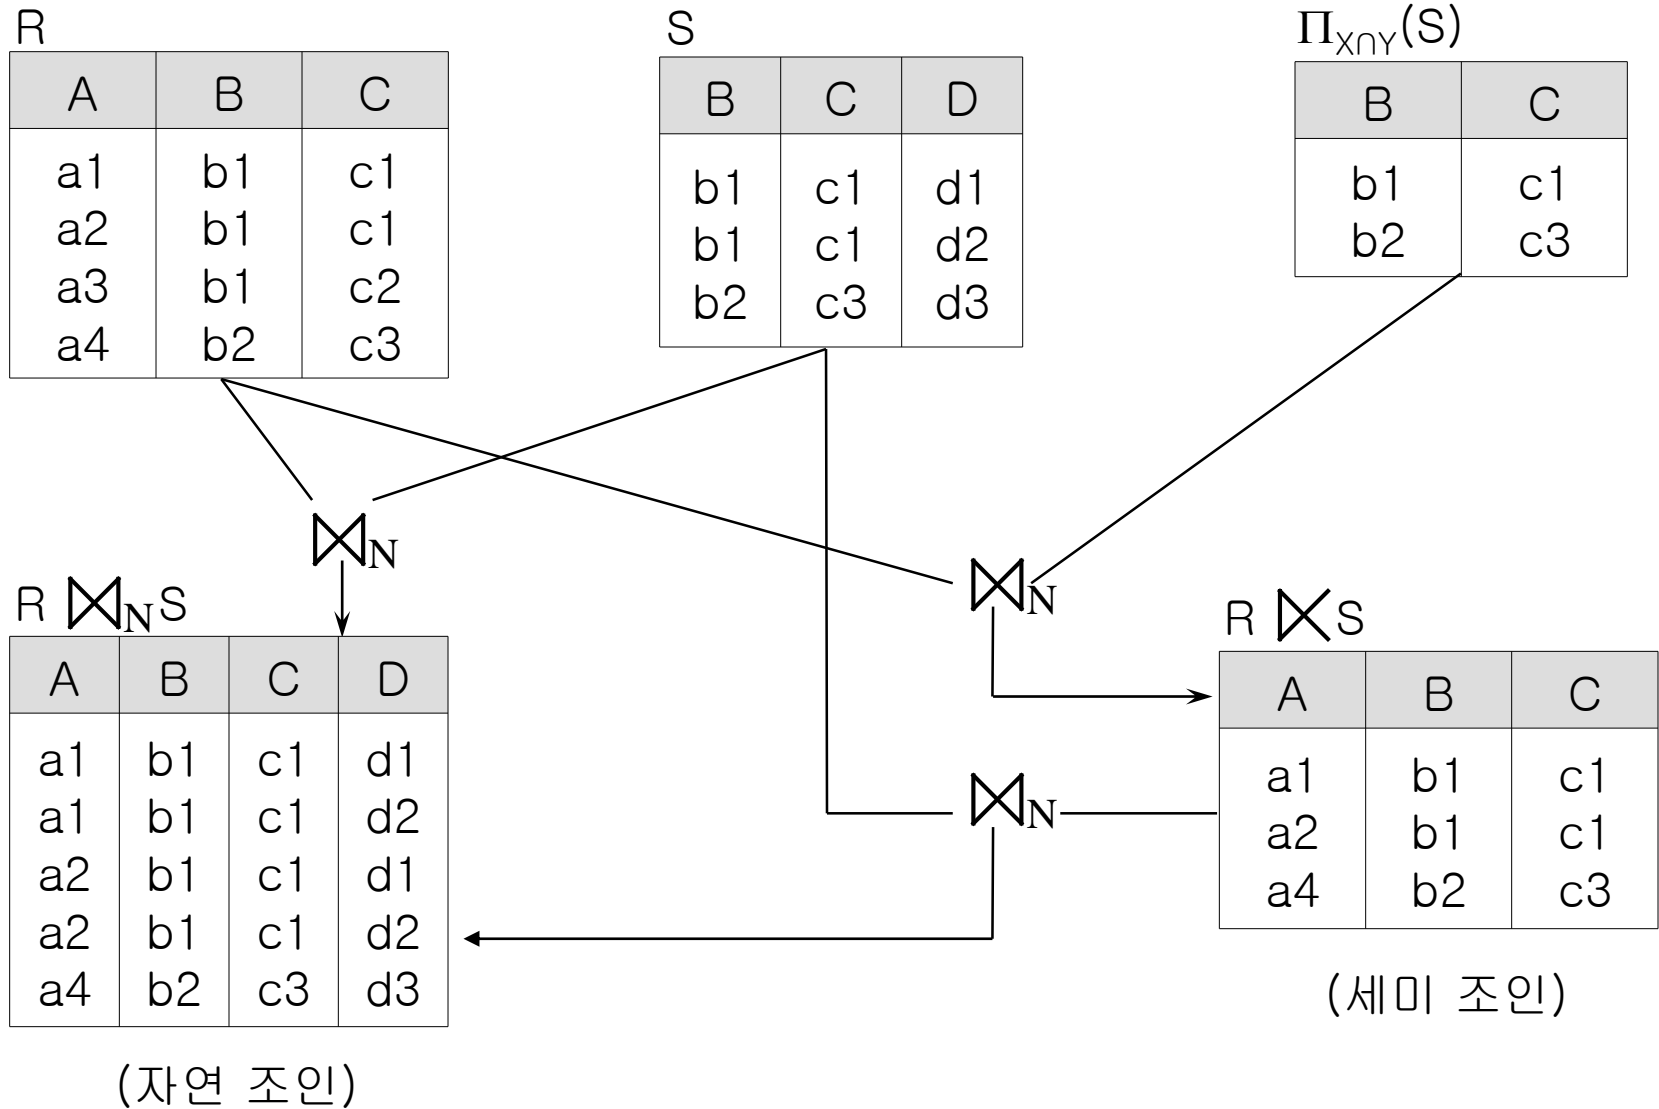 R
A B C
a1 b1 c1
a2 b1 c1
a3 b1 c2
a4 b2 c3
S
B C D
b1 c1 d1
b1 c1 d2
b2 c3 d3
Π_X∩Y(S)
B C
b1 c1
b2 c3
⋈N
⋈N
R ⋈N S
A B C D
a1 b1 c1 d1
a1 b1 c1 d2
a2 b1 c1 d1
a2 b1 c1 d2
a4 b2 c3 d3
(자연 조인)
⋈N
R ⋉ S
A B C
a1 b1 c1
a2 b1 c1
a4 b2 c3
(세미 조인)